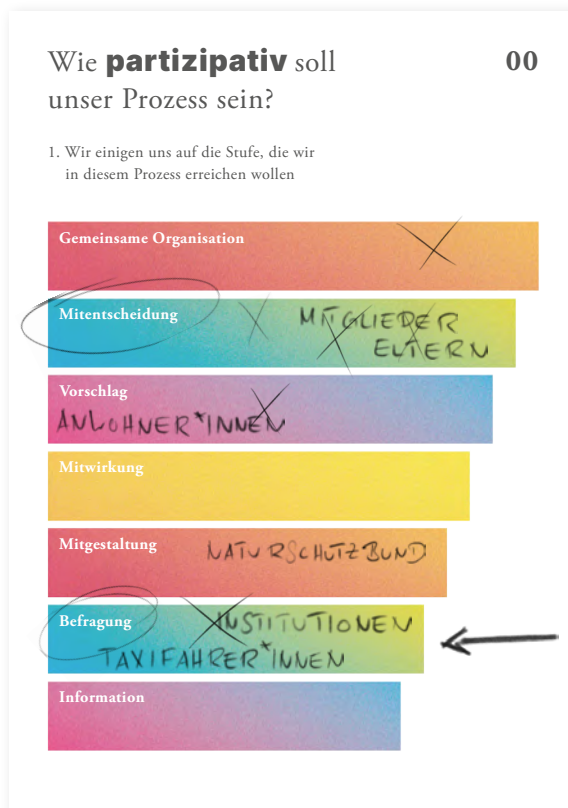 Wie partizipativ soll
unser Prozess sein?
00
1. Wir einigen uns auf die Stufe, die wir
in diesem Prozess erreichen wollen
Gemeinsame Organisation
Mitentscheidung
MITGLIEDER
ELTERN
Vorschlag
ANWOHNER*INNEN
Mitwirkung
Mitgestaltung
NATURSCHUTZBUND
Befragung
INSTITUTIONEN
TAXIFAHRER*INNEN
Information